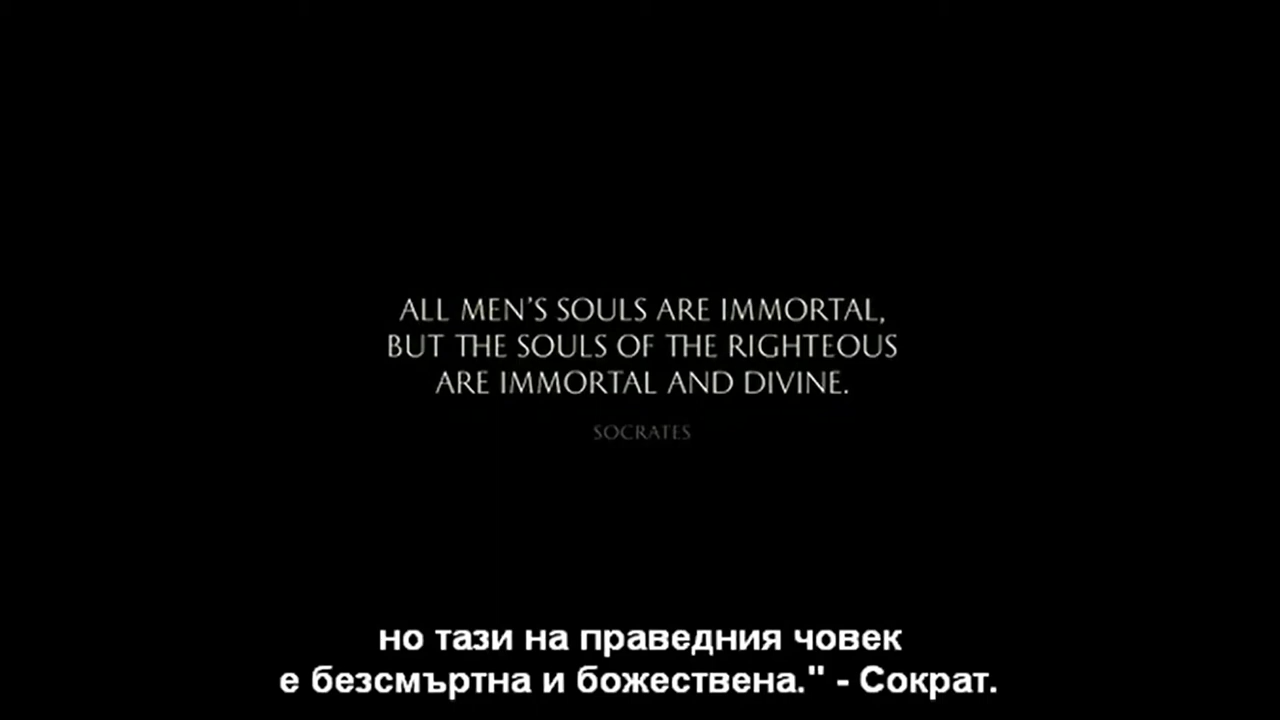 ALL MEN'S SOULS ARE IMMORTAL,
BUT THE SOULS OF THE RIGHTEOUS
ARE IMMORTAL AND DIVINE.
SOCRATES
но тази на праведния човек
е безсмъртна и божествена." - Сократ.